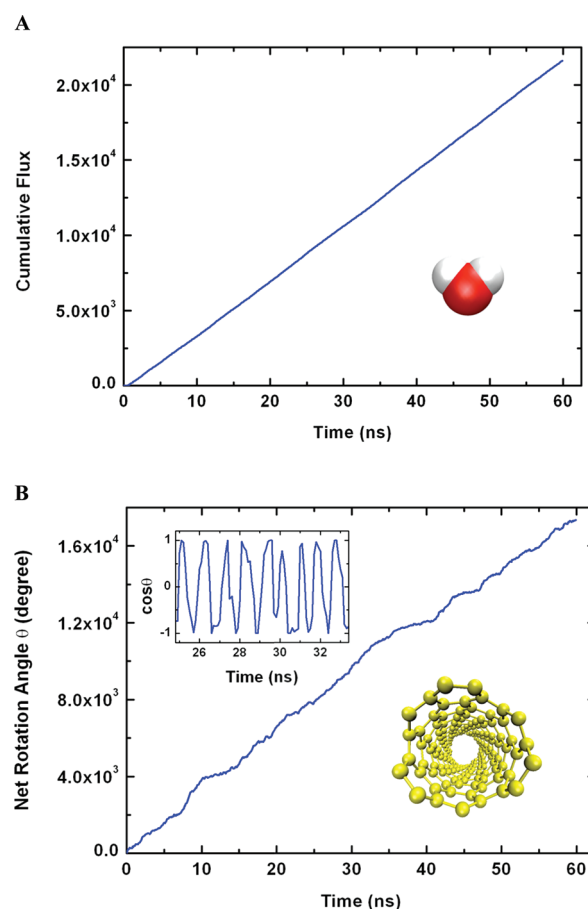 A
2.0x10⁴
1.5x10⁴
1.0x10⁴
5.0x10³
0.0
Cumulative Flux
0 10 20 30 40 50 60
Time (ns)
B
1.6x10⁴
1.2x10⁴
8.0x10³
4.0x10³
0.0
Net Rotation Angle θ (degree)
1
0
-1
cosθ
26 28 30 32
Time (ns)
0 10 20 30 40 50 60
Time (ns)